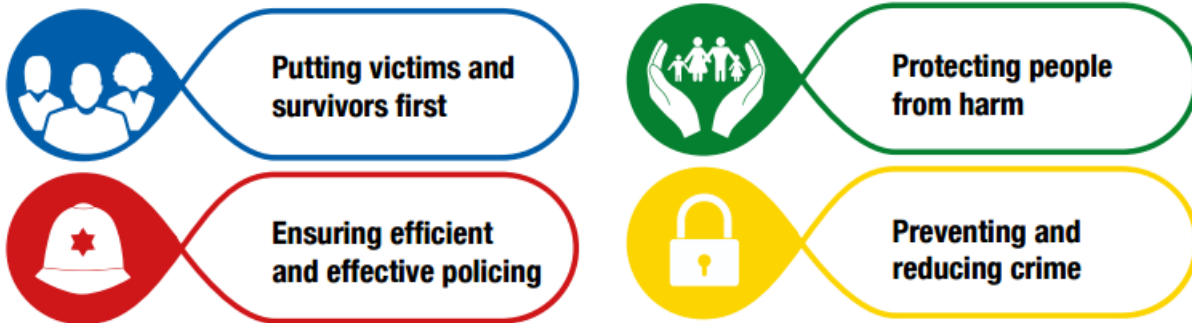 Putting victims and
survivors first
Protecting people
from harm
Ensuring efficient
and effective policing
Preventing and
reducing crime